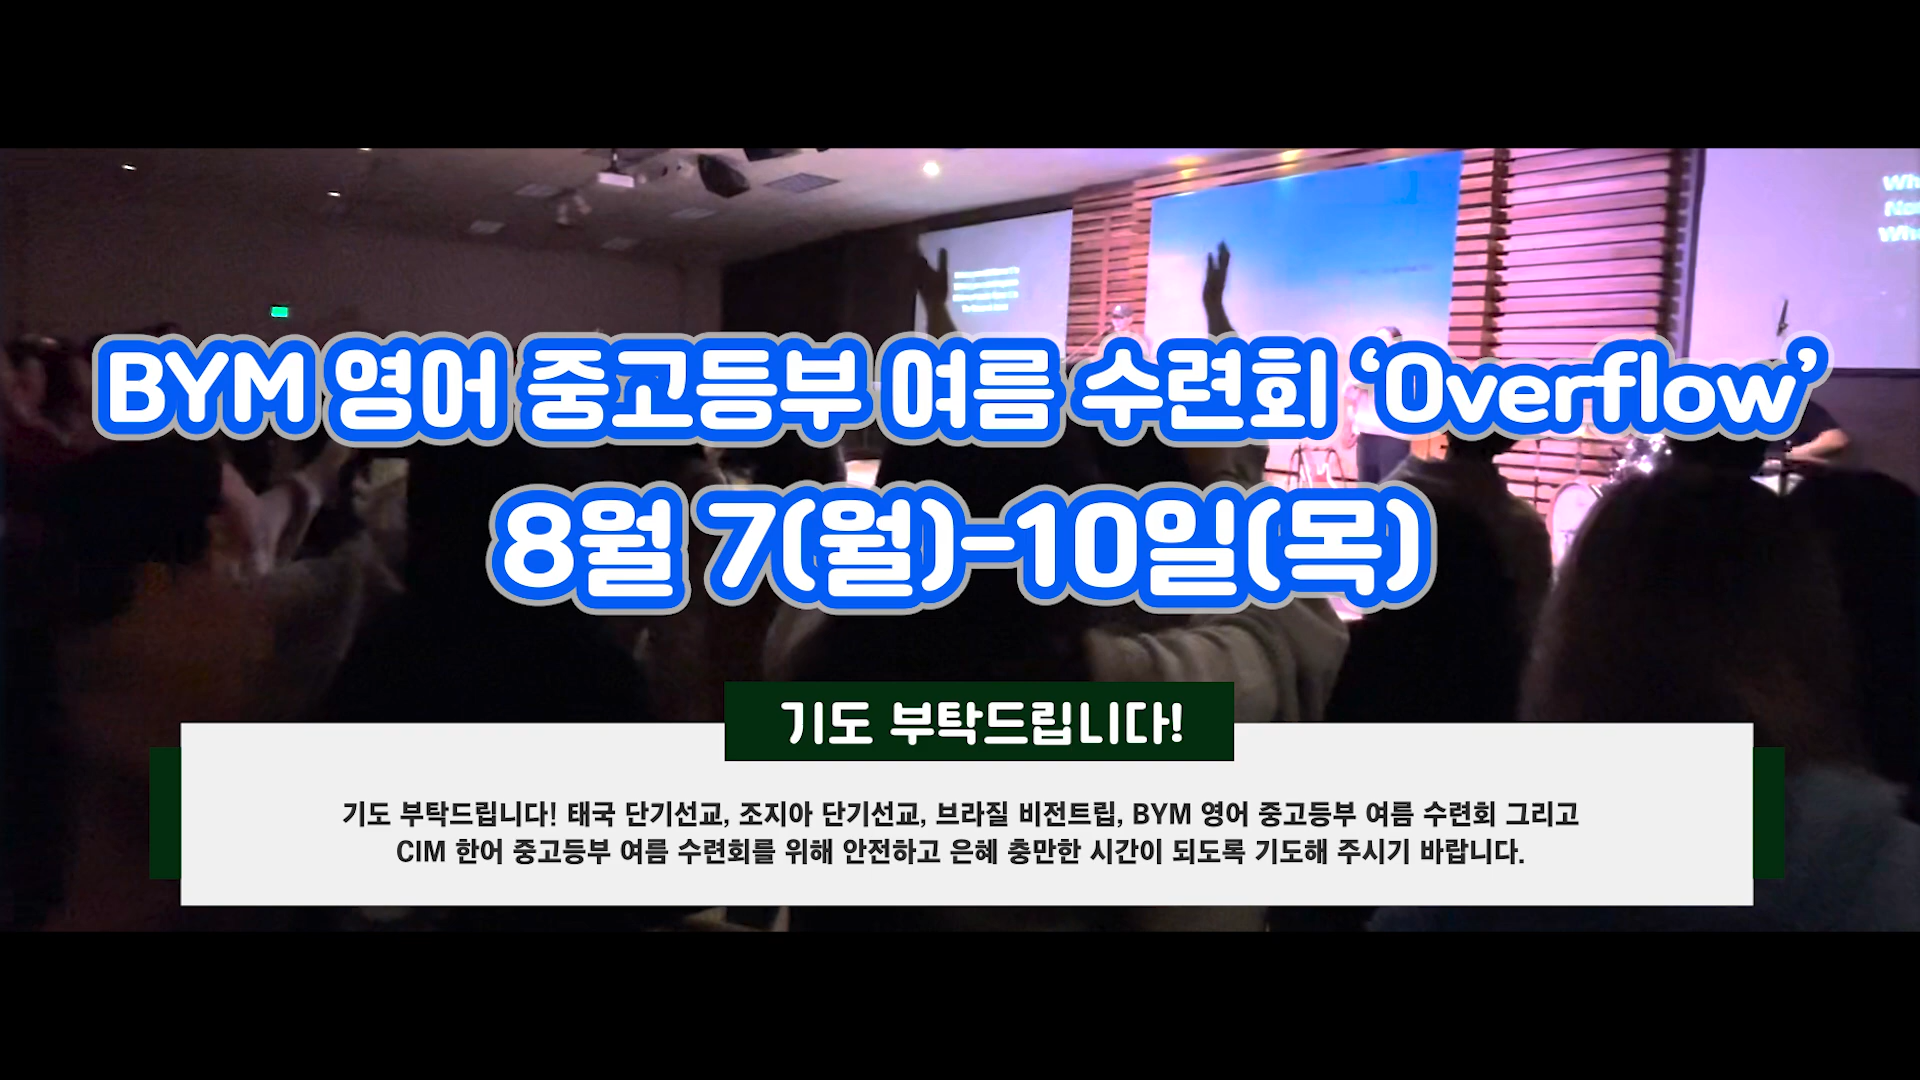 BYM 영어 중고등부 여름 수련회 ‘Overflow’
8월 7(월)-10일(목)
기도 부탁드립니다!
기도 부탁드립니다! 태국 단기선교, 조지아 단기선교, 브라질 비전트립, BYM 영어 중고등부 여름 수련회 그리고
CIM 한어 중고등부 여름 수련회를 위해 안전하고 은혜 충만한 시간이 되도록 기도해 주시기 바랍니다.